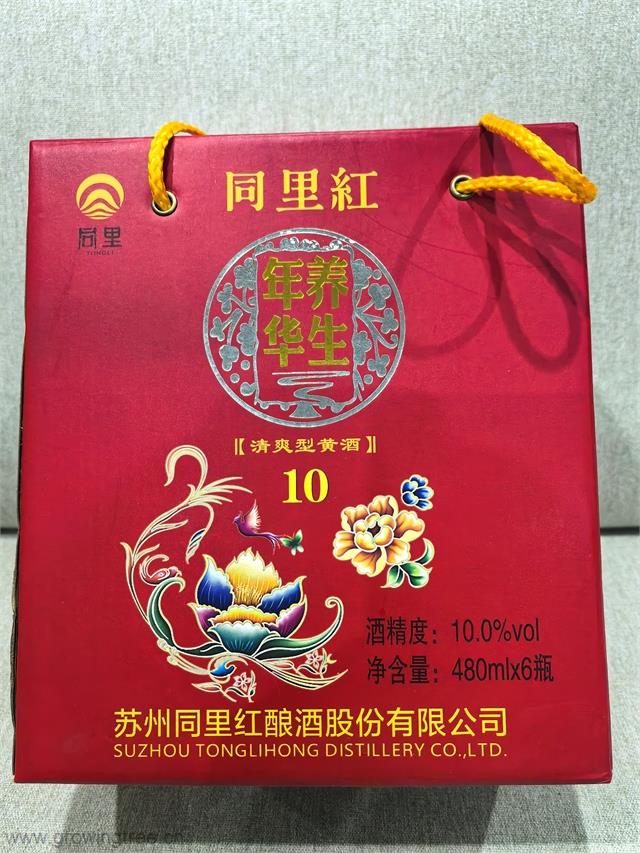 同里
TONGLI
同里紅
养生
年华
【清爽型黄酒】
10
酒精度：10.0%vol
净含量：480mlx6瓶
苏州同里红酿酒股份有限公司
SUZHOU TONGLIHONG DISTILLERY CO.,LTD.
www.growingtree.cn